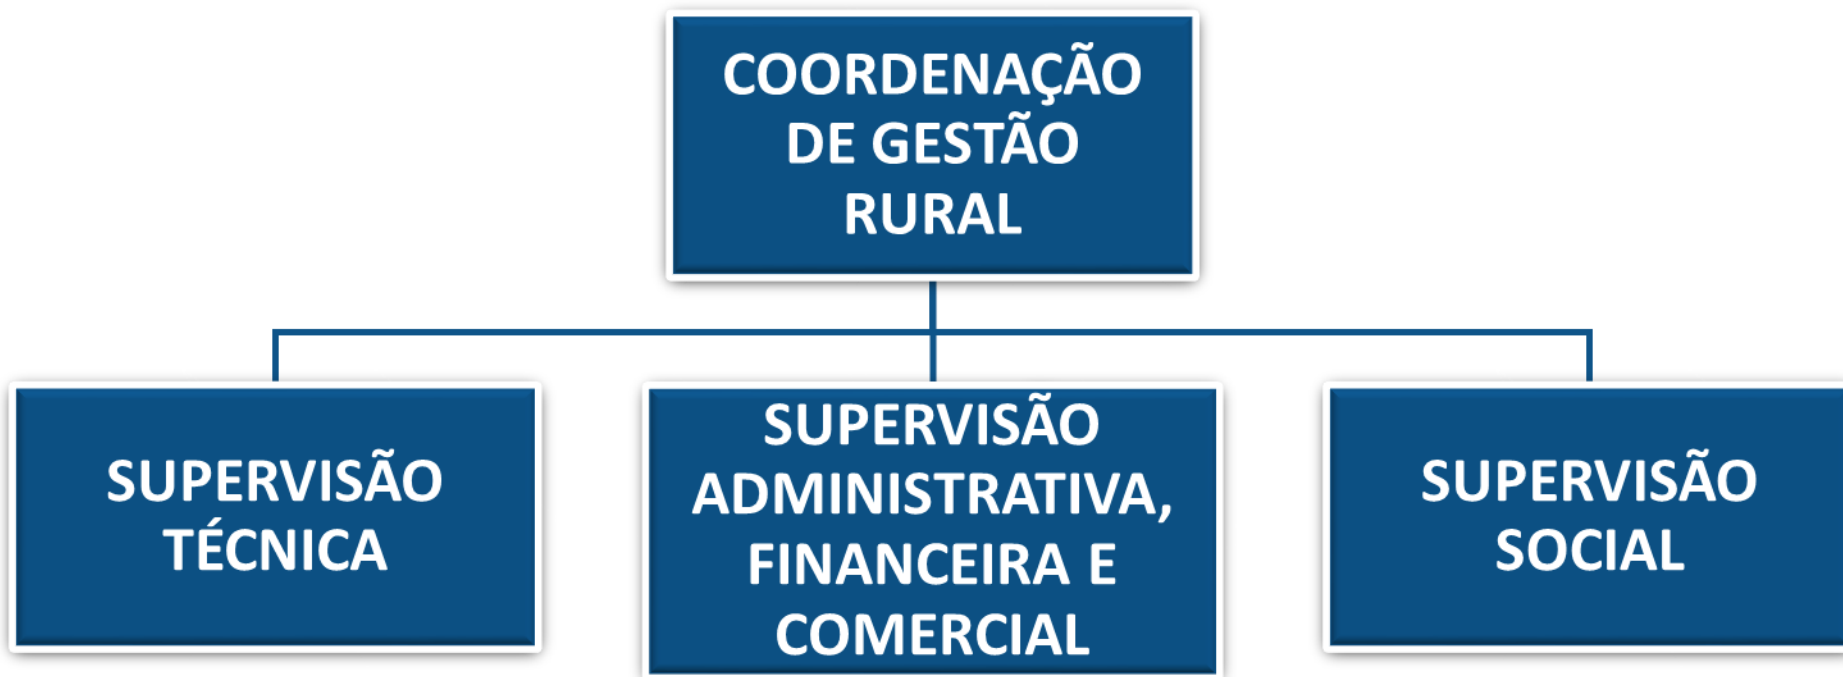 COORDENAÇÃO
DE GESTÃO
RURAL
SUPERVISÃO
TÉCNICA
SUPERVISÃO
ADMINISTRATIVA,
FINANCEIRA E
COMERCIAL
SUPERVISÃO
SOCIAL